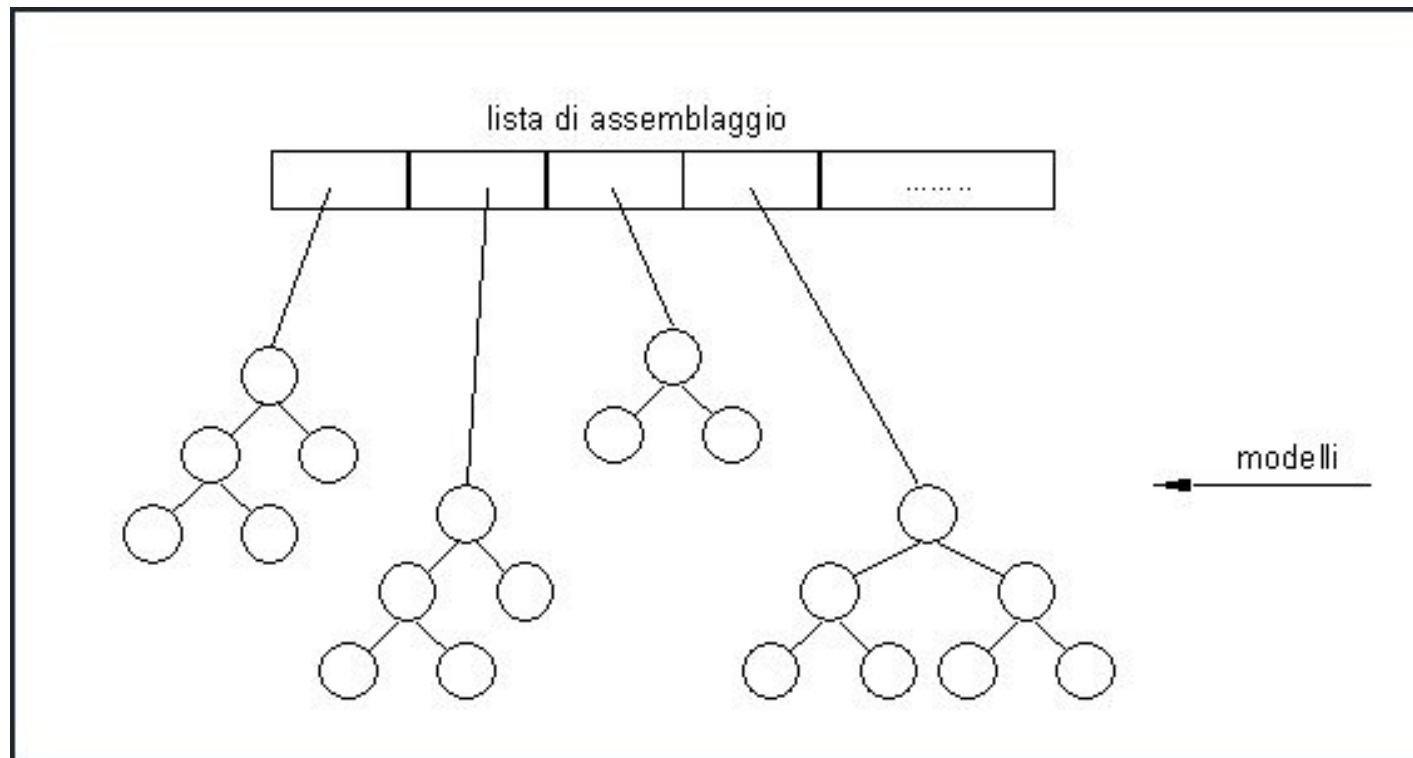 lista di assemblaggio
........
modelli